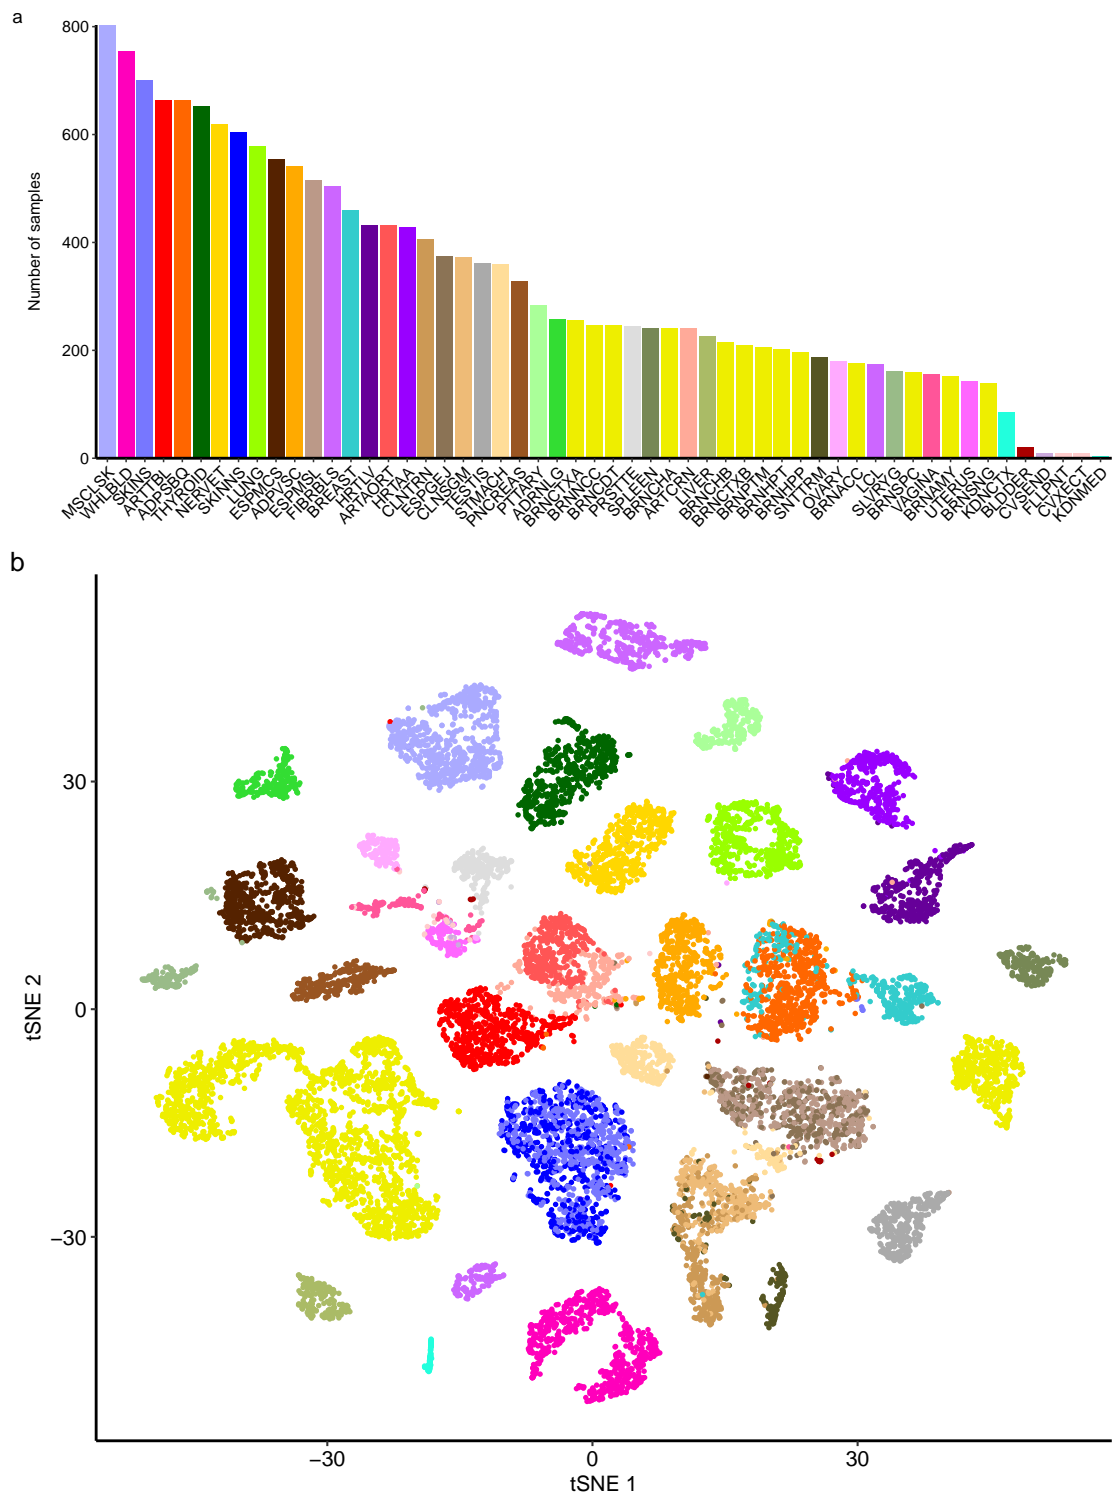 a
Number of samples
800
600
400
200
0
MSCLSK
WHLBLD
SKINS
ARTTBL
ADPSBQ
THYROID
NERVET
SKINNS
LUNG
ESPMCS
ADPVSC
ESPMSL
FIBRBLS
BREAST
HRTLV
ARTAORT
HRTAA
CLNTRN
ESPGEJ
CLNSGM
TESTIS
STMACH
PNCREAS
PTTARY
ADRNLG
BRNCTXA
BRNNCC
BRNCDT
PRSTTE
SPLEEN
BRNCHA
ARTCRN
LIVER
BRNCHB
BRNCTXB
BRNPTM
BRNHPT
BRNHPP
SNTTRM
OVARY
BRNACC
LCL
SLVRYG
BRNSPC
VAGINA
BRNAMY
UTERUS
BRNSNG
KDNCTX
BLDDER
CVSEND
FLLPNT
CVXECT
KDNMED
b
tSNE 2
30
0
−30
−30
0
30
tSNE 1